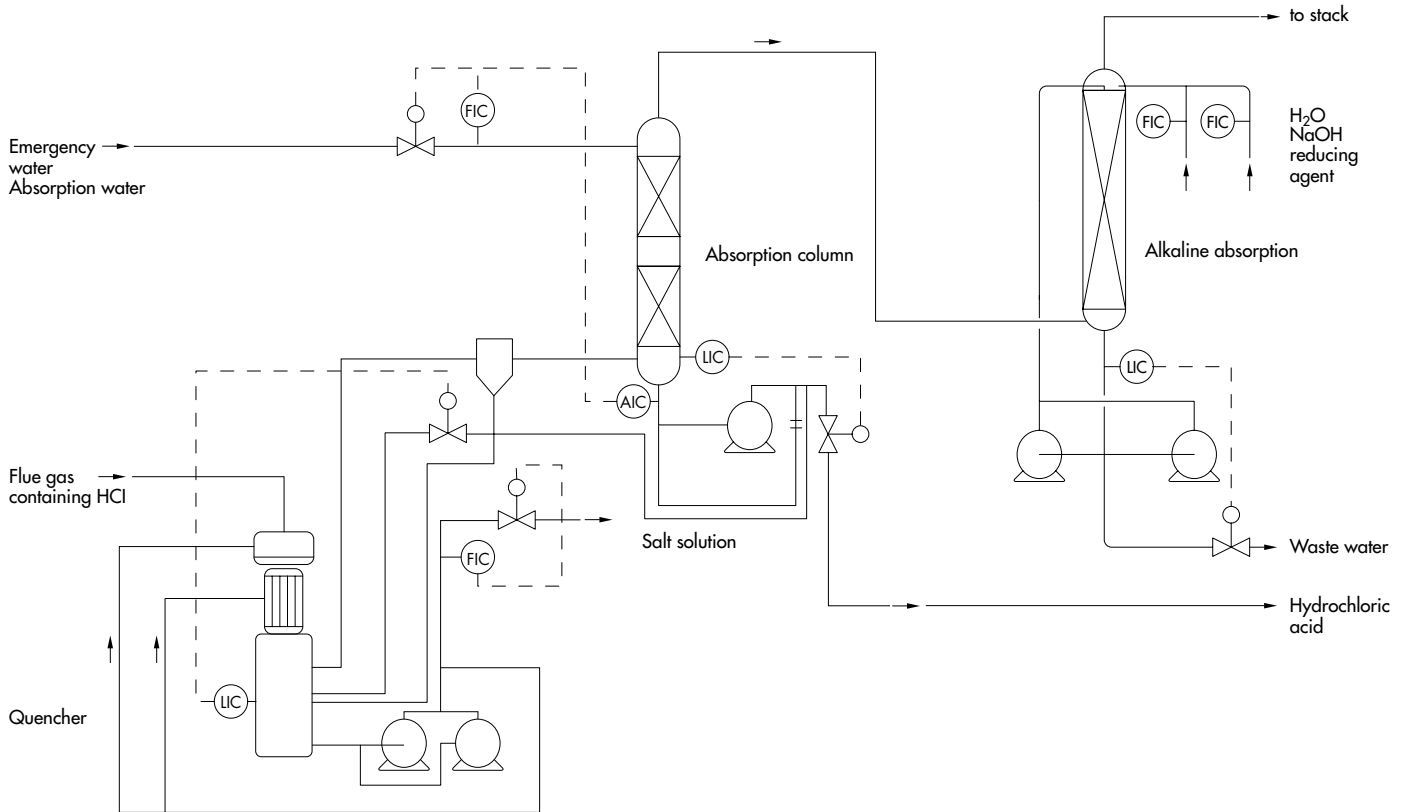 to stack
FIC
Emergency
water
Absorption water
FIC
FIC
H₂O
NaOH
reducing
agent
Absorption column
Alkaline absorption
LIC
LIC
AIC
Flue gas
containing HCl
Salt solution
FIC
Waste water
Hydrochloric
acid
LIC
Quencher